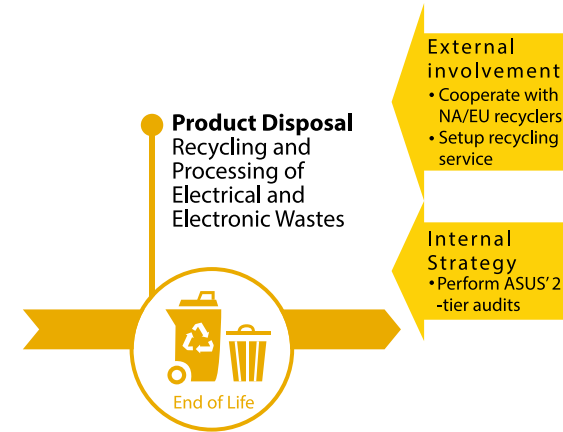 Product Disposal
Recycling and
Processing of
Electrical and
Electronic Wastes
End of Life
External
involvement
• Cooperate with
NA/EU recyclers
• Setup recycling
service
Internal
Strategy
• Perform ASUS' 2
-tier audits